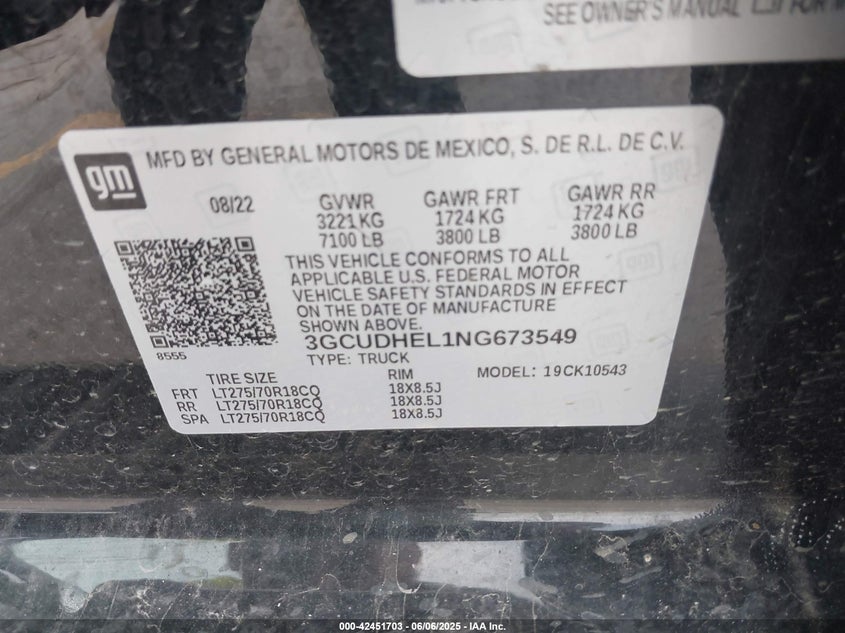 SEE OWNER'S MANUAL
FOR
gm
MFD BY GENERAL MOTORS DE MEXICO, S. DE R.L. DE C.V.
08/22
GVWR GAWR FRT GAWR RR
3221 KG 1724 KG 1724 KG
7100 LB 3800 LB 3800 LB
THIS VEHICLE CONFORMS TO ALL
APPLICABLE U.S. FEDERAL MOTOR
VEHICLE SAFETY STANDARDS IN EFFECT
ON THE DATE OF MANUFACTURE
SHOWN ABOVE.
3GCUDHEL1NG673549
8555
TYPE: TRUCK
TIRE SIZE RIM MODEL: 19CK10543
FRT LT275/70R18CQ 18X8.5J
RR LT275/70R18CQ 18X8.5J
SPA LT275/70R18CQ 18X8.5J
000-42451703 - 06/06/2025 - IAA Inc.